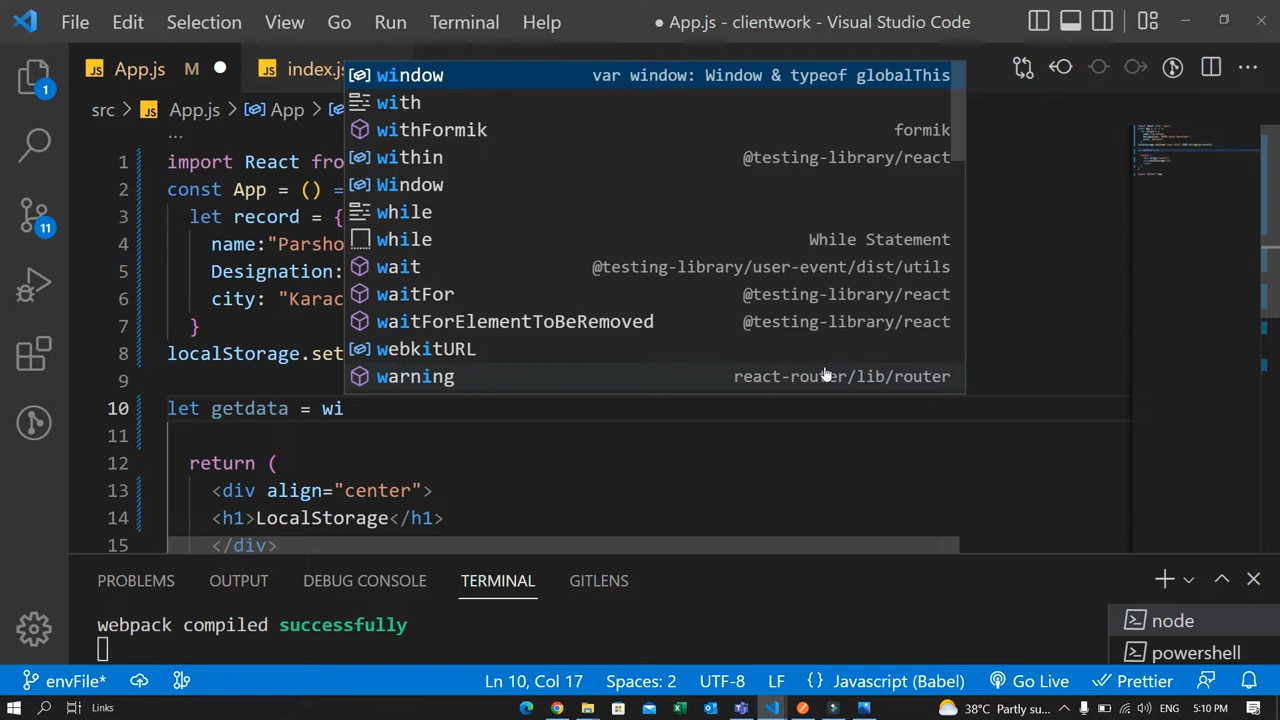 File Edit Selection View Go Run Terminal Help ● App.js - clientwork - Visual Studio Code
JS App.js M ● JS index.js
src > JS App.js > App >
...
window var window: Window & typeof globalThis
with
withFormik formik
within @testing-library/react
Window
while
while While Statement
wait @testing-library/user-event/dist/utils
waitFor @testing-library/react
waitForElementToBeRemoved @testing-library/react
webkitURL
warning react-router/lib/router
1 import React fro
2 const App = () =
3 let record = {
4 name:"Parsho
5 Designation:
6 city: "Karac
7 }
8 localStorage.set
9
10 let getdata = wi
11
12 return (
13 <div align="center">
14 <h1>LocalStorage</h1>
15 </div>
1
11
PROBLEMS OUTPUT DEBUG CONSOLE TERMINAL GITLENS
webpack compiled successfully
node
powershell
envFile* Ln 10, Col 17 Spaces: 2 UTF-8 LF {} Javascript (Babel) Go Live Prettier
Links 38°C Partly su... ENG 5:10 PM